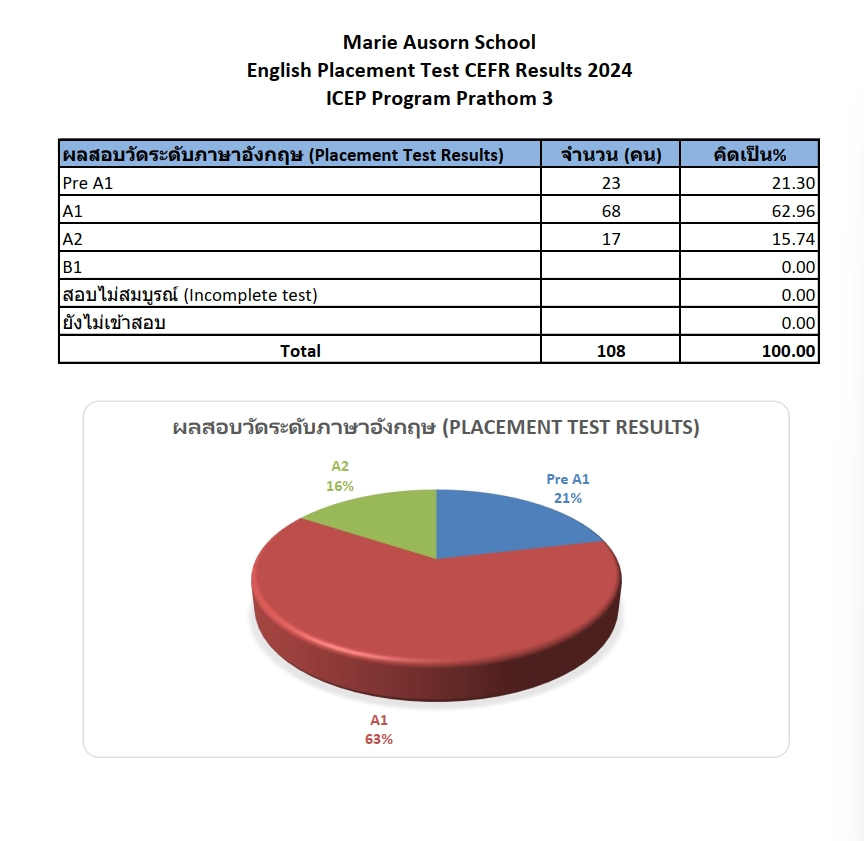 Marie Ausorn School
English Placement Test CEFR Results 2024
ICEP Program Prathom 3
ผลสอบวัดระดับภาษาอังกฤษ (Placement Test Results) จำนวน (คน) คิดเป็น%
Pre A1 23 21.30
A1 68 62.96
A2 17 15.74
B1 0.00
สอบไม่สมบูรณ์ (Incomplete test) 0.00
ยังไม่เข้าสอบ 0.00
Total 108 100.00
ผลสอบวัดระดับภาษาอังกฤษ (PLACEMENT TEST RESULTS)
A2
16%
Pre A1
21%
A1
63%